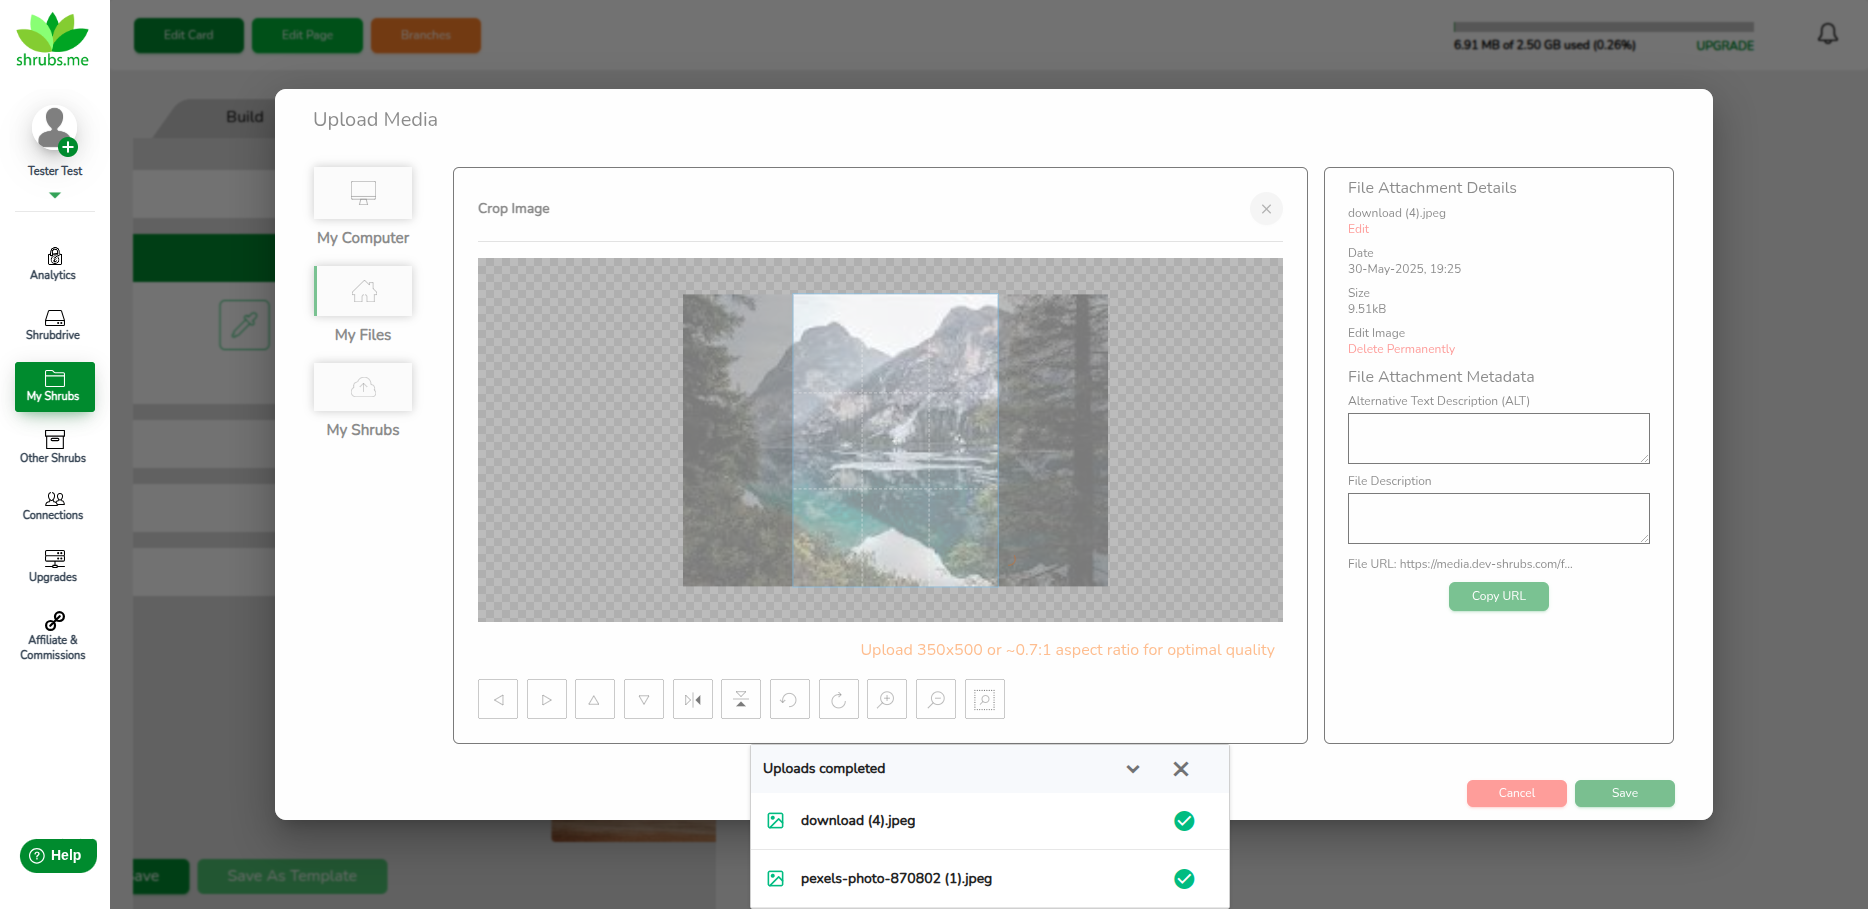 shrubs.me
Tester Test
Analytics
Shrubdrive
My Shrubs
Other Shrubs
Connections
Upgrades
Affiliate &
Commissions
Help
Edit Card
Edit Page
Branches
6.91 MB of 2.50 GB used (0.26%)
UPGRADE
Build
Upload Media
My Computer
My Files
My Shrubs
Crop Image
Upload 350x500 or ~0.7:1 aspect ratio for optimal quality
File Attachment Details
download (4).jpeg
Edit
Date
30-May-2025, 19:25
Size
9.51kB
Edit Image
Delete Permanently
File Attachment Metadata
Alternative Text Description (ALT)
File Description
File URL: https://media.dev-shrubs.com/f...
Copy URL
Cancel
Save
Uploads completed
download (4).jpeg
pexels-photo-870802 (1).jpeg
ave
Save As Template